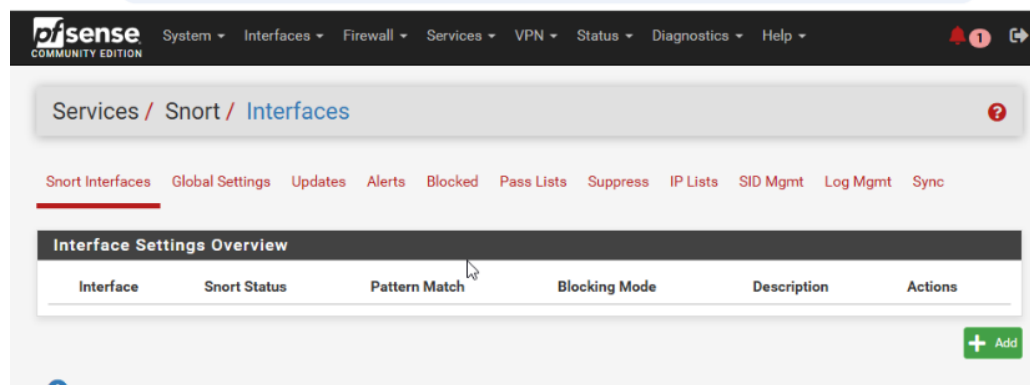 pfsense System Interfaces Firewall Services VPN Status Diagnostics Help 1
COMMUNITY EDITION
Services / Snort / Interfaces
Snort Interfaces Global Settings Updates Alerts Blocked Pass Lists Suppress IP Lists SID Mgmt Log Mgmt Sync
Interface Settings Overview
Interface Snort Status Pattern Match Blocking Mode Description Actions
Add